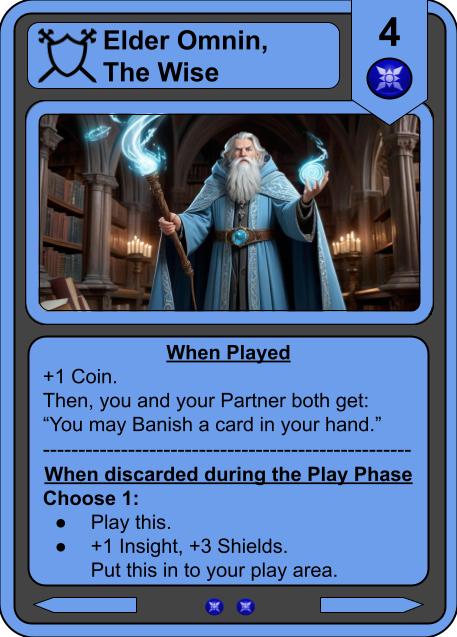 Elder Omnin,
The Wise
4
When Played
+1 Coin.
Then, you and your Partner both get:
“You may Banish a card in your hand.”
When discarded during the Play Phase
Choose 1:
● Play this.
● +1 Insight, +3 Shields.
Put this in to your play area.